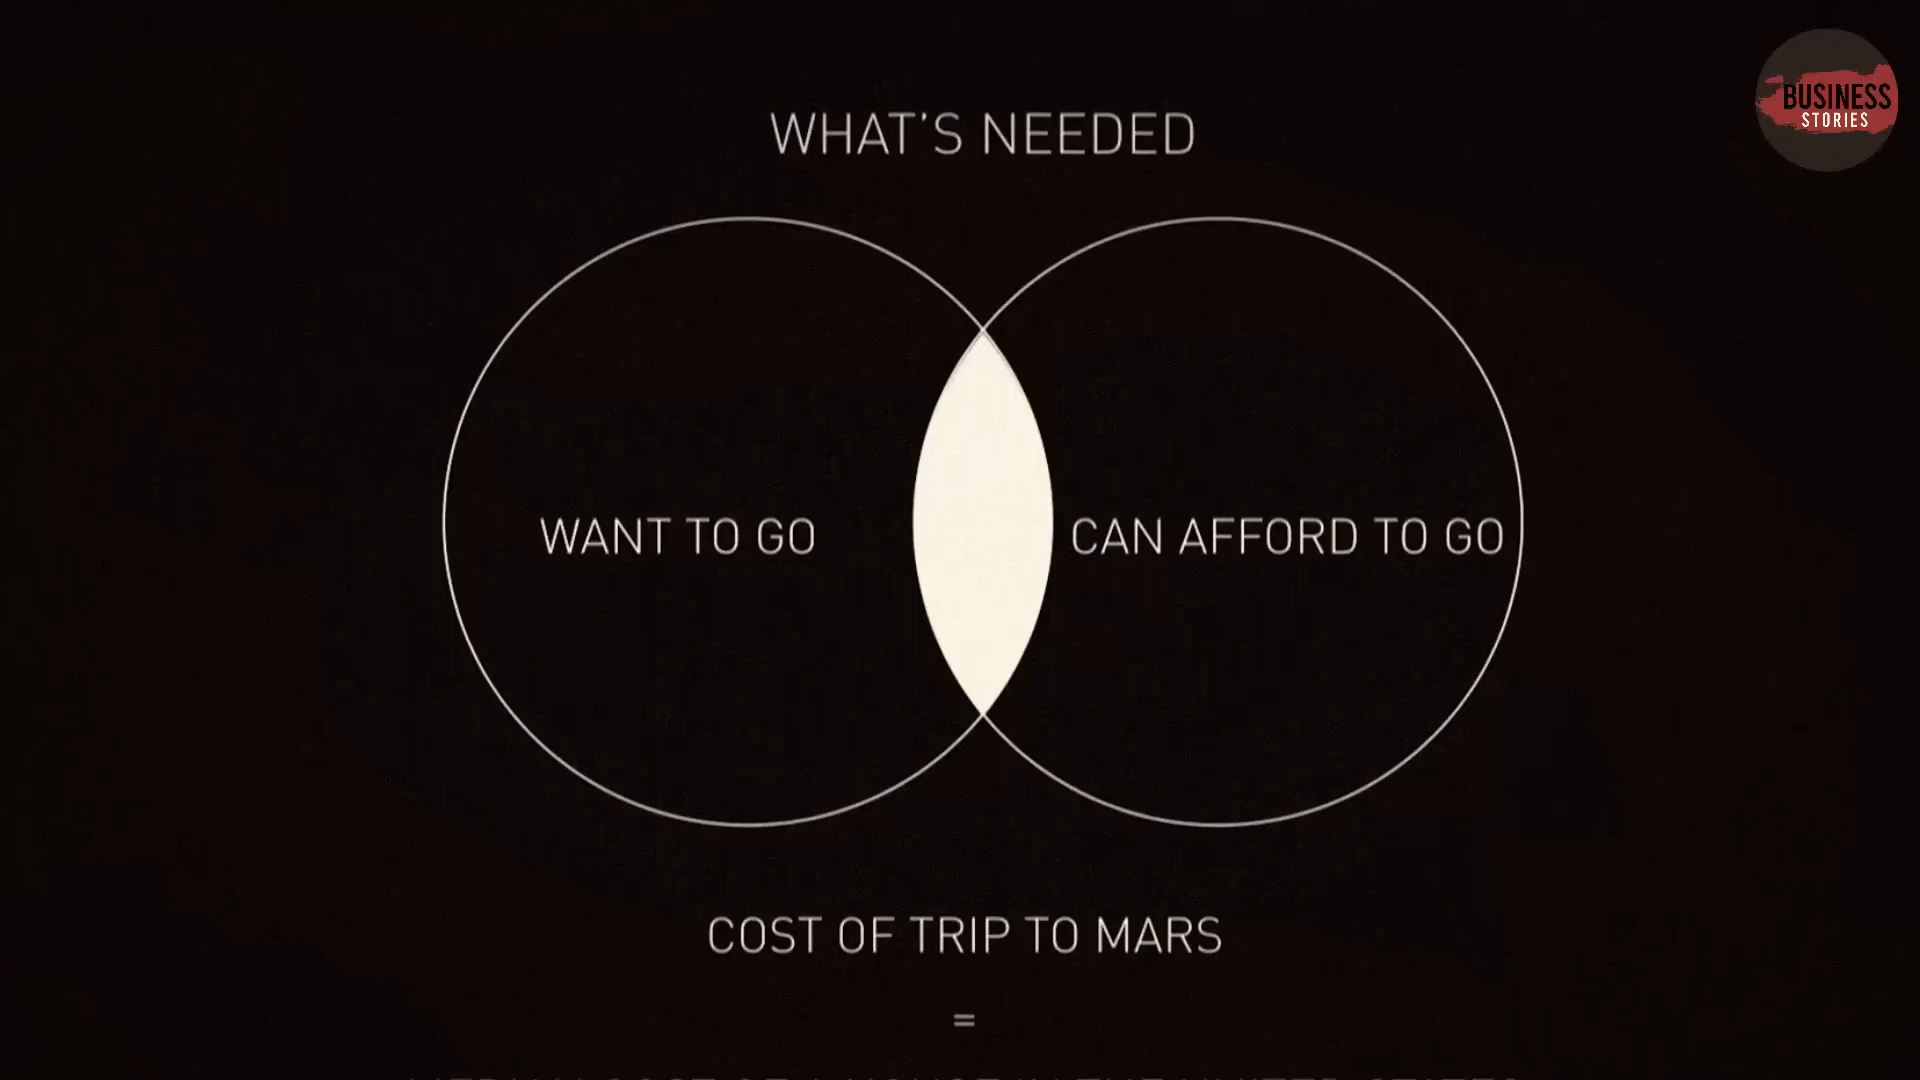 BUSINESS
STORIES
WHAT'S NEEDED
WANT TO GO
CAN AFFORD TO GO
COST OF TRIP TO MARS
=